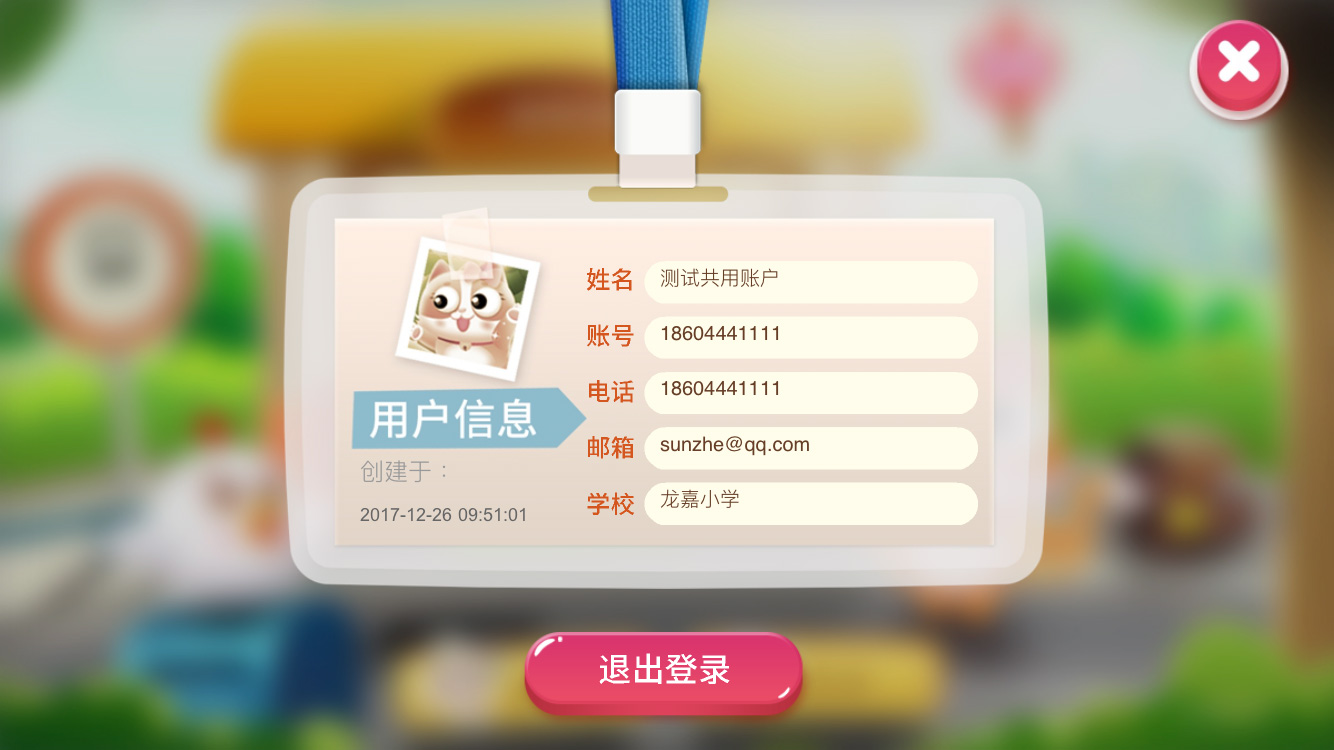 姓名 测试共用账户
账号 18604441111
电话 18604441111
邮箱 sunzhe@qq.com
学校 龙嘉小学
用户信息
创建于：
2017-12-26 09:51:01
退出登录